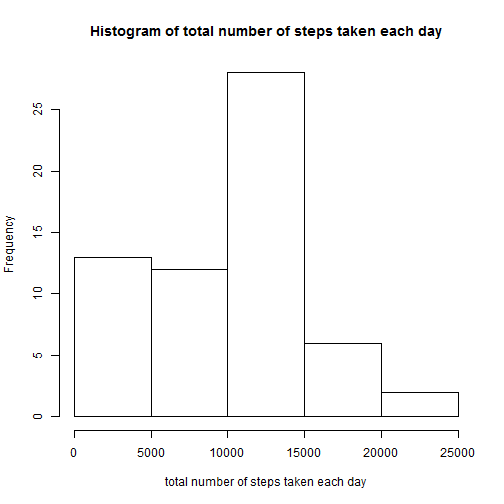 Histogram of total number of steps taken each day
Frequency
25
20
15
10
5
0
0 5000 10000 15000 20000 25000
total number of steps taken each day